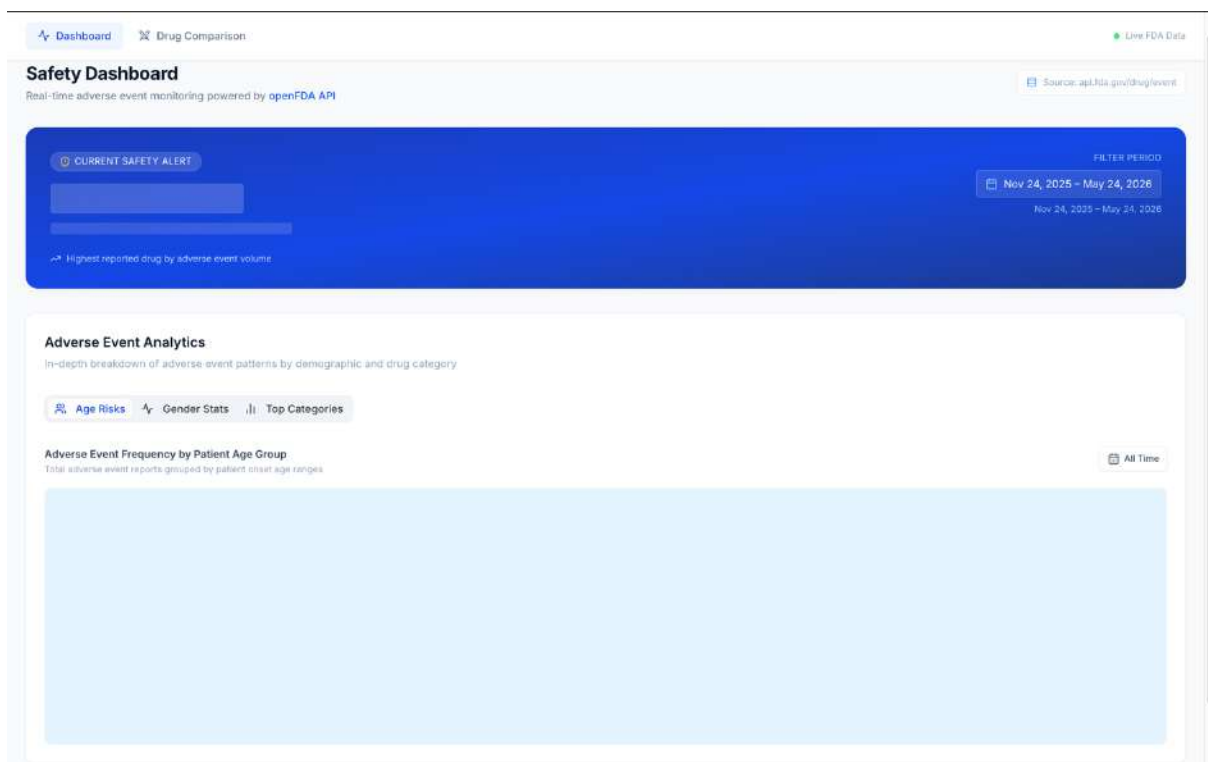 Dashboard
Drug Comparison
Live FDA Data
Safety Dashboard
Real-time adverse event monitoring powered by openFDA API
Source: api.fda.gov/drug/event
CURRENT SAFETY ALERT
Highest reported drug by adverse event volume
FILTER PERIOD
Nov 24, 2025 – May 24, 2026
Nov 24, 2025 – May 24, 2026
Adverse Event Analytics
In-depth breakdown of adverse event patterns by demographic and drug category
Age Risks
Gender Stats
Top Categories
Adverse Event Frequency by Patient Age Group
Total adverse event reports grouped by patient onset age ranges
All Time